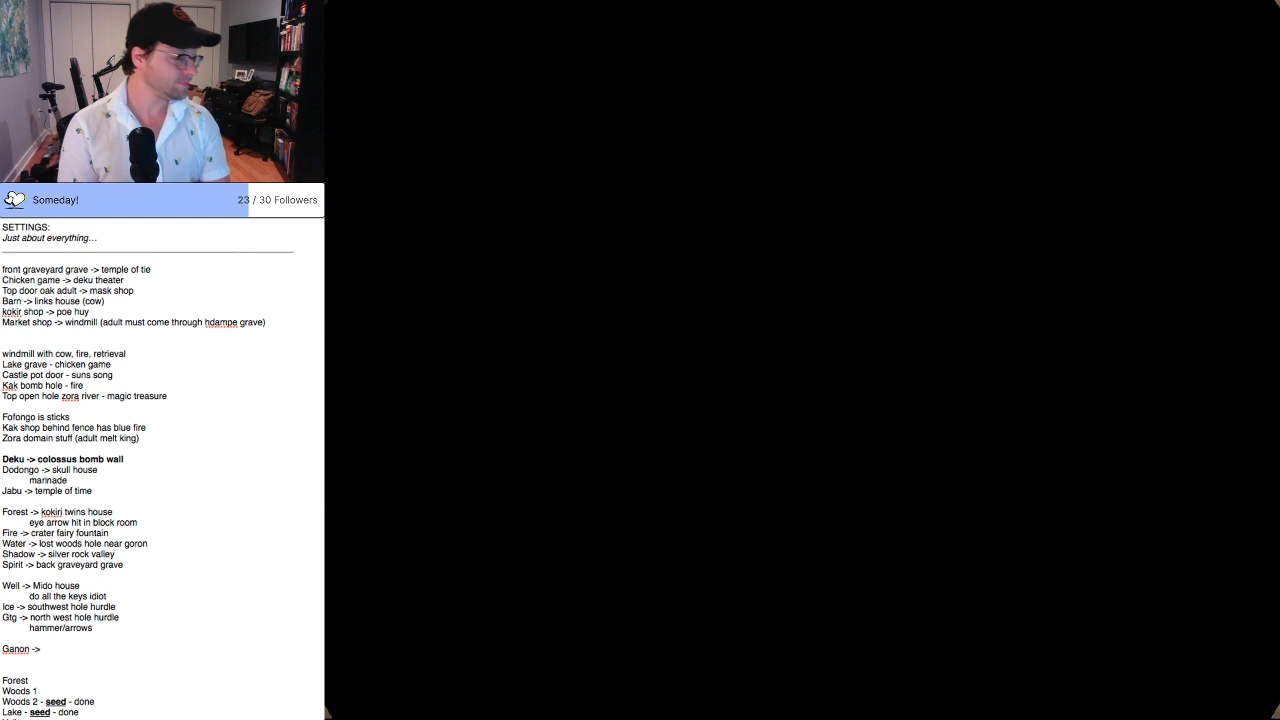 Someday!
23 / 30 Followers
SETTINGS:
Just about everything…
front graveyard grave -> temple of tie
Chicken game -> deku theater
Top door oak adult -> mask shop
Barn -> links house (cow)
kokir shop -> poe huy
Market shop -> windmill (adult must come through hdampe grave)
windmill with cow, fire, retrieval
Lake grave - chicken game
Castle pot door - suns song
Kak bomb hole - fire
Top open hole zora river - magic treasure
Fofongo is sticks
Kak shop behind fence has blue fire
Zora domain stuff (adult melt king)
Deku -> colossus bomb wall
Dodongo -> skull house
marinade
Jabu -> temple of time
Forest -> kokiri twins house
eye arrow hit in block room
Fire -> crater fairy fountain
Water -> lost woods hole near goron
Shadow -> silver rock valley
Spirit -> back graveyard grave
Well -> Mido house
do all the keys idiot
Ice -> southwest hole hurdle
Gtg -> north west hole hurdle
hammer/arrows
Ganon ->
Forest
Woods 1
Woods 2 - seed - done
Lake - seed - done